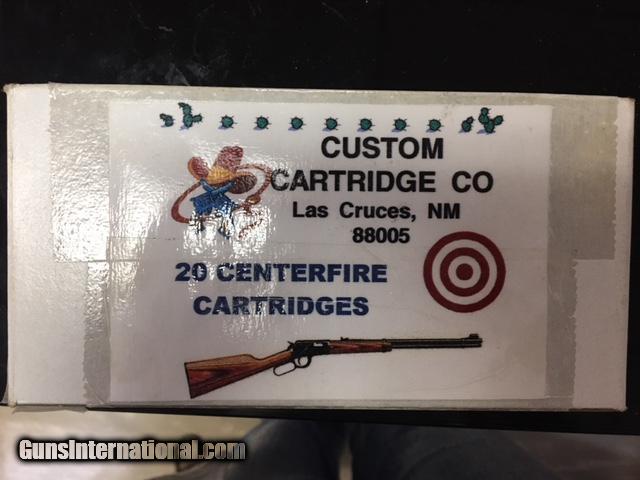 CUSTOM
CARTRIDGE CO
Las Cruces, NM
88005
20 CENTERFIRE
CARTRIDGES
GunsInternational.com